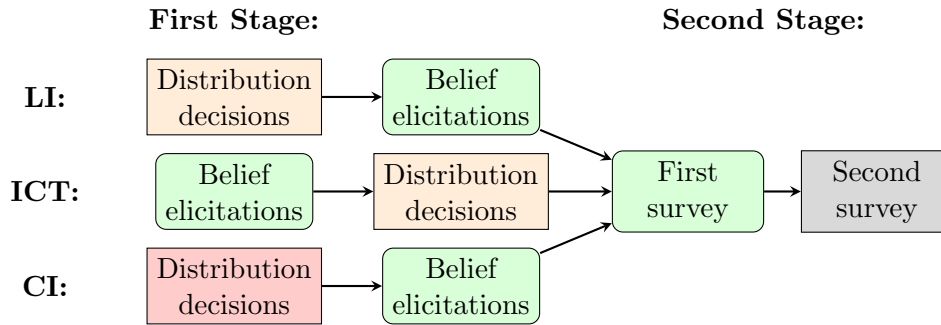 First Stage:
Second Stage:
LI:
Distribution
decisions
Belief
elicitations
ICT:
Belief
elicitations
Distribution
decisions
First
survey
Second
survey
CI:
Distribution
decisions
Belief
elicitations